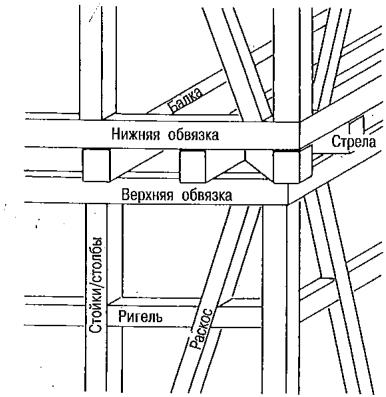 Балка
Нижняя обвязка
Стрела
Верхняя обвязка
Стойки/столбы
Ригель
Раскос